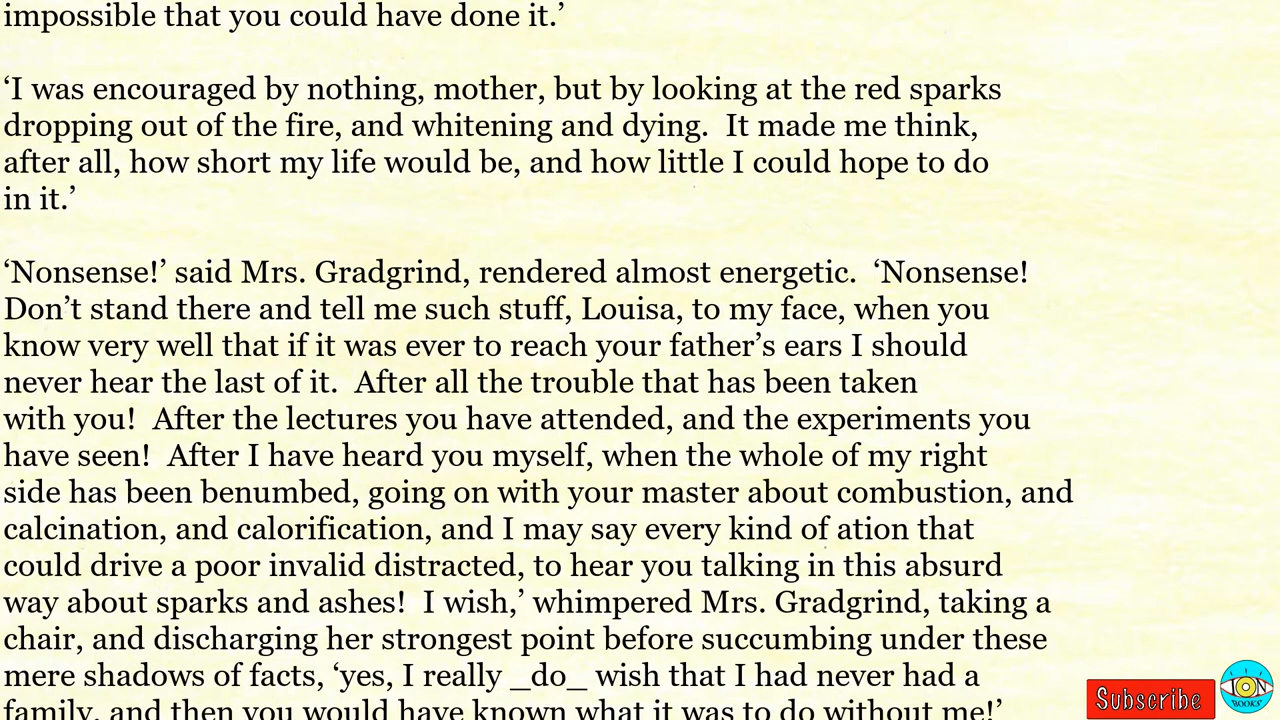 impossible that you could have done it.’
‘I was encouraged by nothing, mother, but by looking at the red sparks
dropping out of the fire, and whitening and dying.  It made me think,
after all, how short my life would be, and how little I could hope to do
in it.’
‘Nonsense!’ said Mrs. Gradgrind, rendered almost energetic.  ‘Nonsense!
Don’t stand there and tell me such stuff, Louisa, to my face, when you
know very well that if it was ever to reach your father’s ears I should
never hear the last of it.  After all the trouble that has been taken
with you!  After the lectures you have attended, and the experiments you
have seen!  After I have heard you myself, when the whole of my right
side has been benumbed, going on with your master about combustion, and
calcination, and calorification, and I may say every kind of ation that
could drive a poor invalid distracted, to hear you talking in this absurd
way about sparks and ashes!  I wish,’ whimpered Mrs. Gradgrind, taking a
chair, and discharging her strongest point before succumbing under these
mere shadows of facts, ‘yes, I really _do_ wish that I had never had a
family, and then you would have known what it was to do without me!’
Subscribe
ION
BOOKS